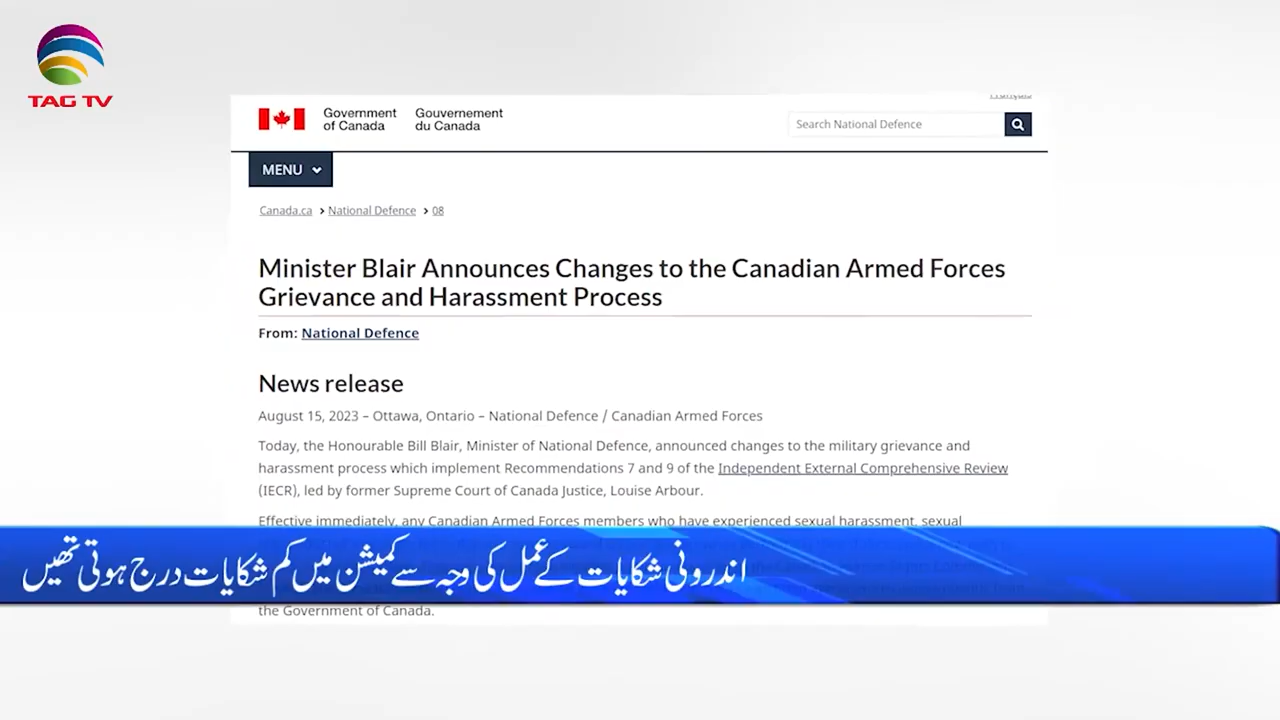 TAG TV
Government of Canada
Gouvernement du Canada
Search National Defence
MENU
Canada.ca > National Defence > 08
Minister Blair Announces Changes to the Canadian Armed Forces
Grievance and Harassment Process
From: National Defence
News release
August 15, 2023 – Ottawa, Ontario – National Defence / Canadian Armed Forces
Today, the Honourable Bill Blair, Minister of National Defence, announced changes to the military grievance and
harassment process which implement Recommendations 7 and 9 of the Independent External Comprehensive Review
(IECR), led by former Supreme Court of Canada Justice, Louise Arbour.
Effective immediately, any Canadian Armed Forces members who have experienced sexual harassment, sexual
اندرونی شکایات کے عمل کی وجہ سے کمیشن میں کم شکایات درج ہوتی تھیں
the Government of Canada.